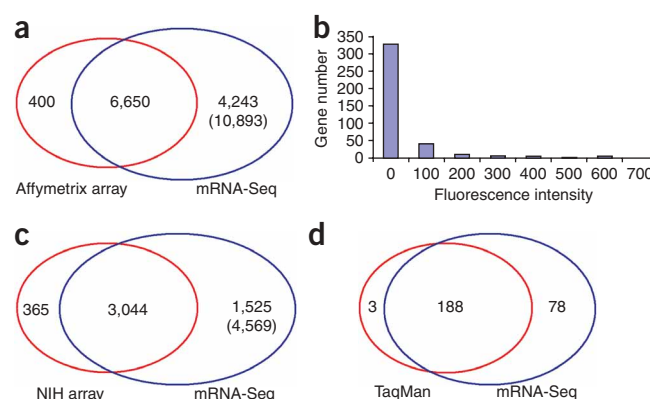 a
400
6,650
4,243
(10,893)
Affymetrix array
mRNA-Seq
b
Gene number
350
300
250
200
150
100
50
0
0 100 200 300 400 500 600 700
Fluorescence intensity
c
365
3,044
1,525
(4,569)
NIH array
mRNA-Seq
d
3
188
78
TaqMan
mRNA-Seq